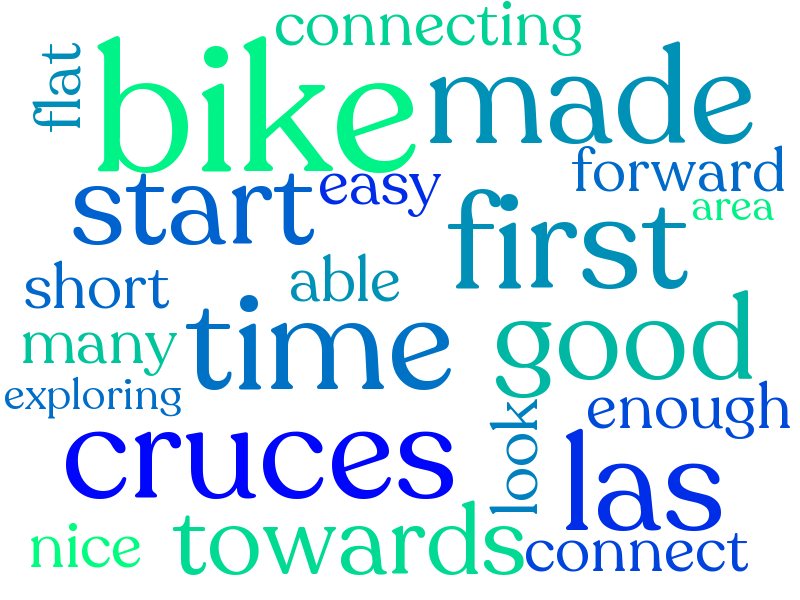 connecting
flat
bike
made
forward
start
easy
first
area
short
able
many
time
good
exploring
enough
look
cruces
las
towards
nice
connect